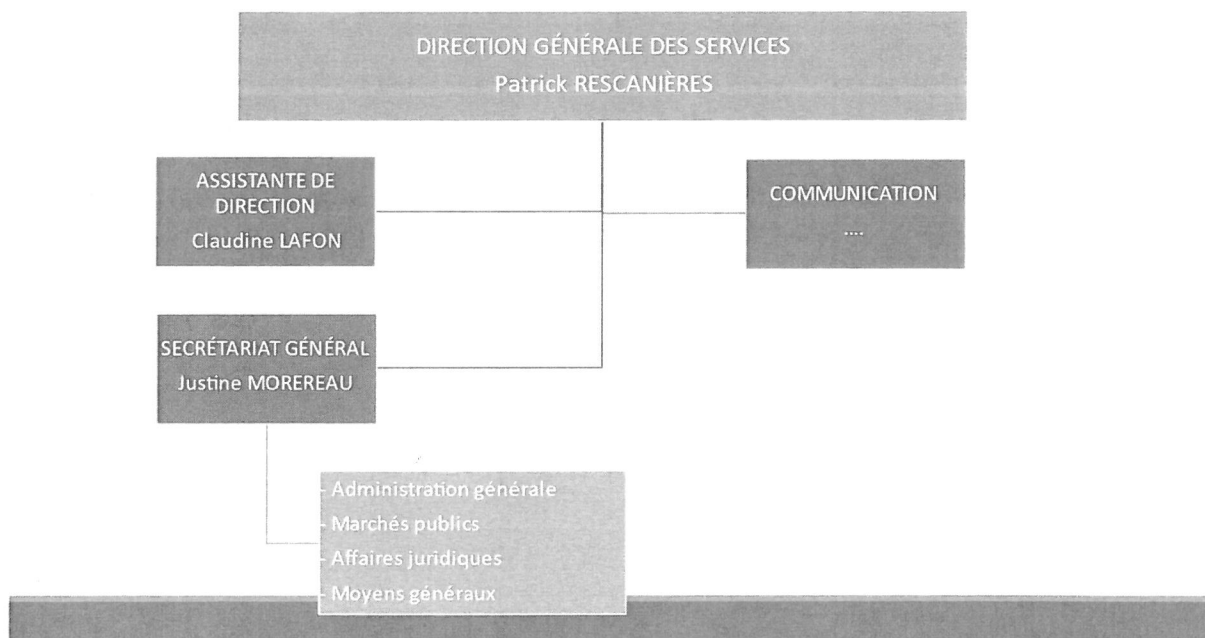 DIRECTION GÉNÉRALE DES SERVICES
Patrick RESCANIÈRES
ASSISTANTE DE
DIRECTION
Claudine LAFON
COMMUNICATION
....
SECRÉTARIAT GÉNÉRAL
Justine MOREREAU
- Administration générale
- Marchés publics
- Affaires juridiques
- Moyens généraux